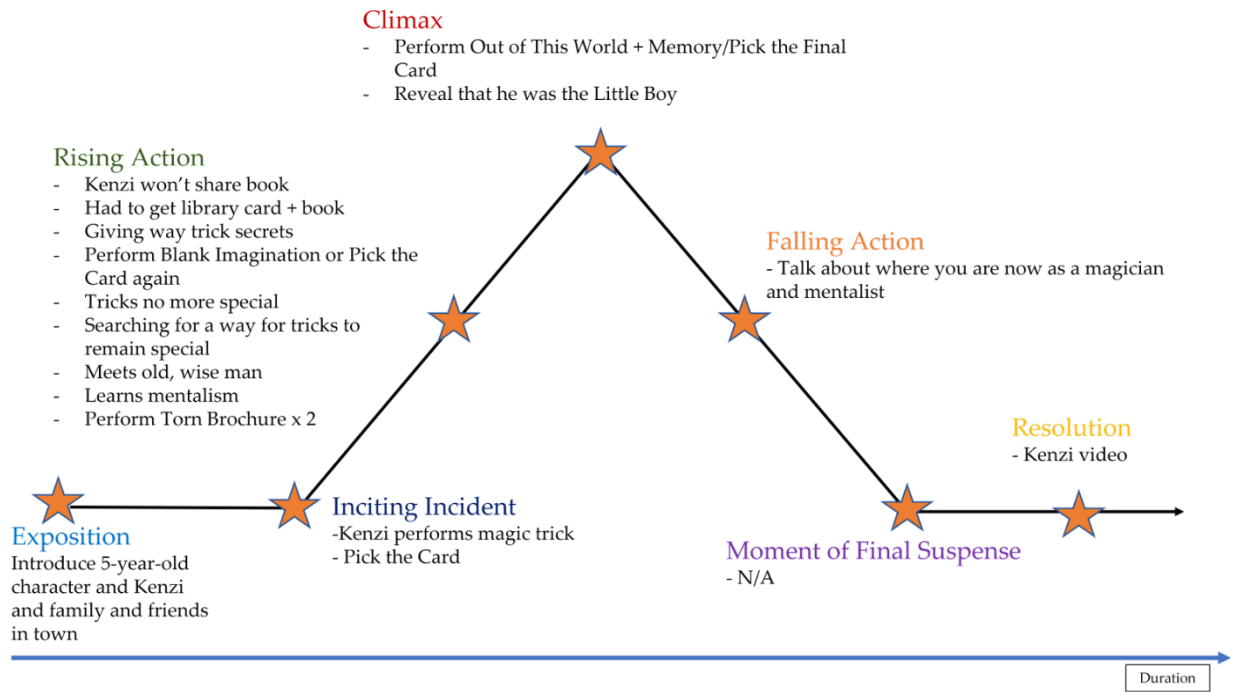 Climax
- Perform Out of This World + Memory/Pick the Final
Card
- Reveal that he was the Little Boy
Rising Action
- Kenzi won't share book
- Had to get library card + book
- Giving way trick secrets
- Perform Blank Imagination or Pick the
Card again
- Tricks no more special
- Searching for a way for tricks to
remain special
- Meets old, wise man
- Learns mentalism
- Perform Torn Brochure x 2
Falling Action
- Talk about where you are now as a magician
and mentalist
Resolution
- Kenzi video
Inciting Incident
-Kenzi performs magic trick
- Pick the Card
Exposition
Introduce 5-year-old
character and Kenzi
and family and friends
in town
Moment of Final Suspense
- N/A
Duration